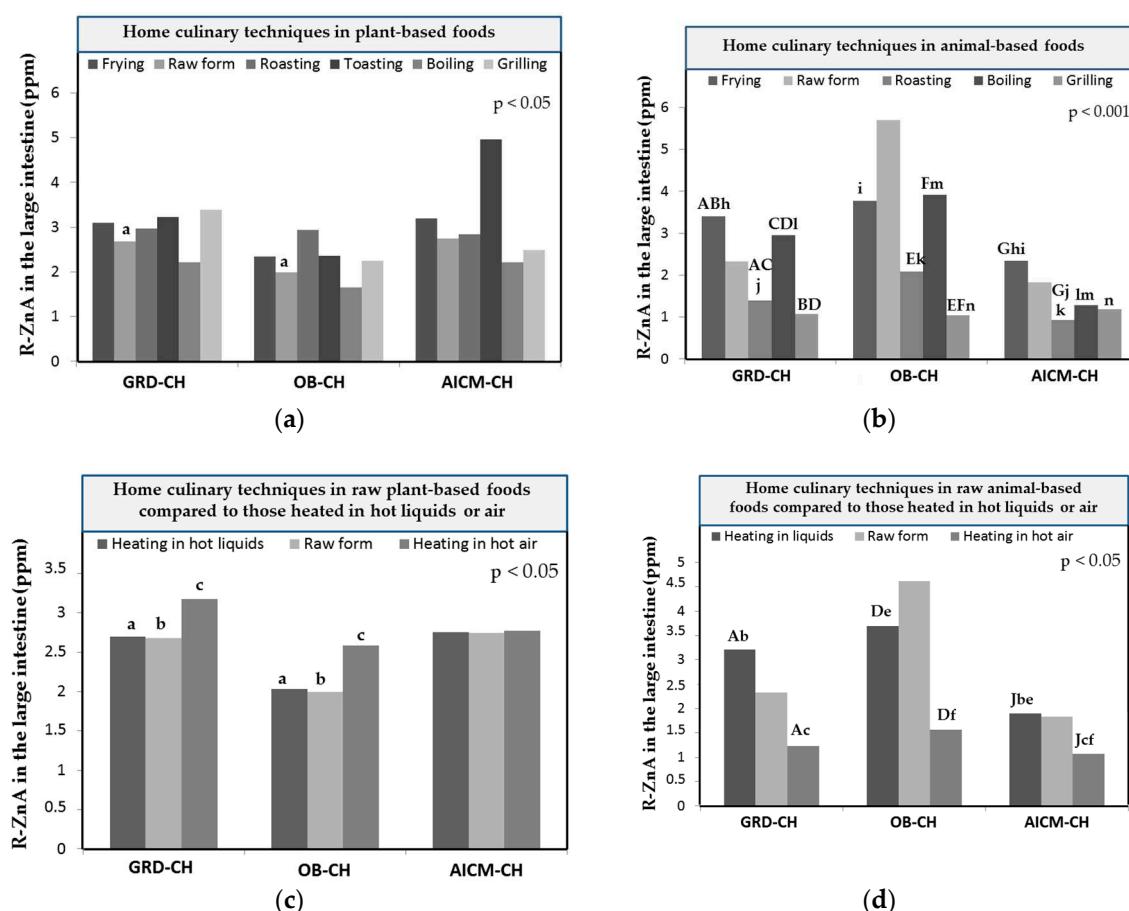 Home culinary techniques in plant-based foods
Frying Raw form Roasting Toasting Boiling Grilling
p < 0.05
R-ZnA in the large intestine (ppm)
6
5
4
3
2
1
0
a
a
GRD-CH OB-CH AICM-CH
(a)
Home culinary techniques in animal-based foods
Frying Raw form Roasting Boiling Grilling
p < 0.001
R-ZnA in the large intestine (ppm)
6
5
4
3
2
1
0
ABh
AC
j
CDl
BD
i
Ek
Fm
EFn
Ghi
Gj
k
lm
n
GRD-CH OB-CH AICM-CH
(b)
Home culinary techniques in raw plant-based foods
compared to those heated in hot liquids or air
Heating in hot liquids Raw form Heating in hot air
p < 0.05
R-ZnA in the large intestine (ppm)
3.5
3
2.5
2
1.5
1
0.5
0
a b c
a b c
GRD-CH OB-CH AICM-CH
(c)
Home culinary techniques in raw animal-based
foods compared to those heated in hot liquids or air
Heating in liquids Raw form Heating in hot air
p < 0.05
R-ZnA in the large intestine (ppm)
5
4.5
3.5
3
2.5
2
1.5
1
0.5
0
Ab
Ac
De
Df
Jbe
Jcf
GRD-CH OB-CH AICM-CH
(d)